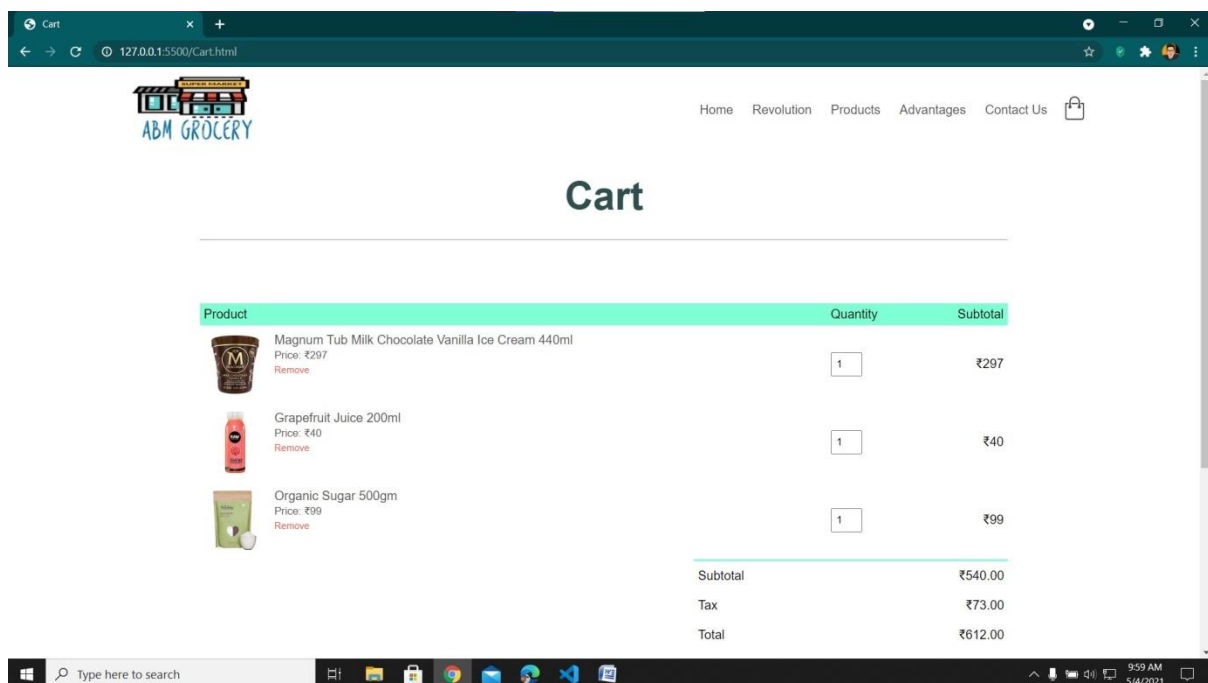 Cart
127.0.0.1:5500/Cart.html
SUPER MARKET
ABM GROCERY
Home Revolution Products Advantages Contact Us
Cart
Product Quantity Subtotal
Magnum Tub Milk Chocolate Vanilla Ice Cream 440ml
Price: ₹297
Remove
1 ₹297
M
Grapefruit Juice 200ml
Price: ₹40
Remove
1 ₹40
RAW
Organic Sugar 500gm
Price: ₹99
Remove
1 ₹99
Subtotal ₹540.00
Tax ₹73.00
Total ₹612.00
Type here to search
9:59 AM
5/4/2021